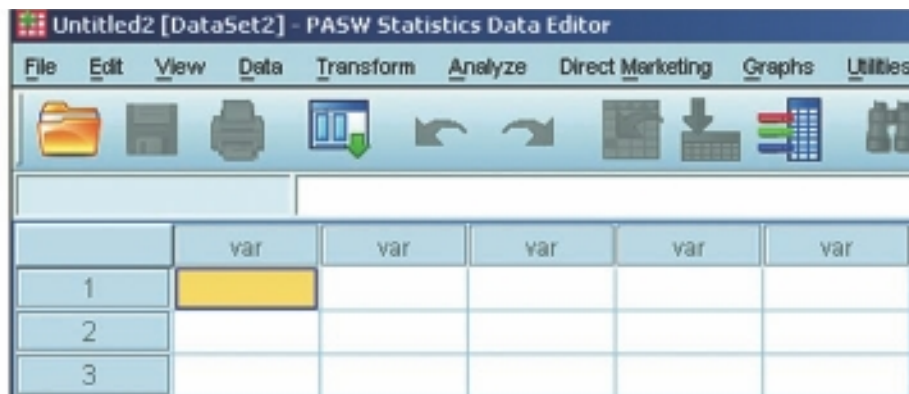 Untitled2 [DataSet2] - PASW Statistics Data Editor
File Edit View Data Transform Analyze Direct Marketing Graphs Utilities
var var var var var
1
2
3